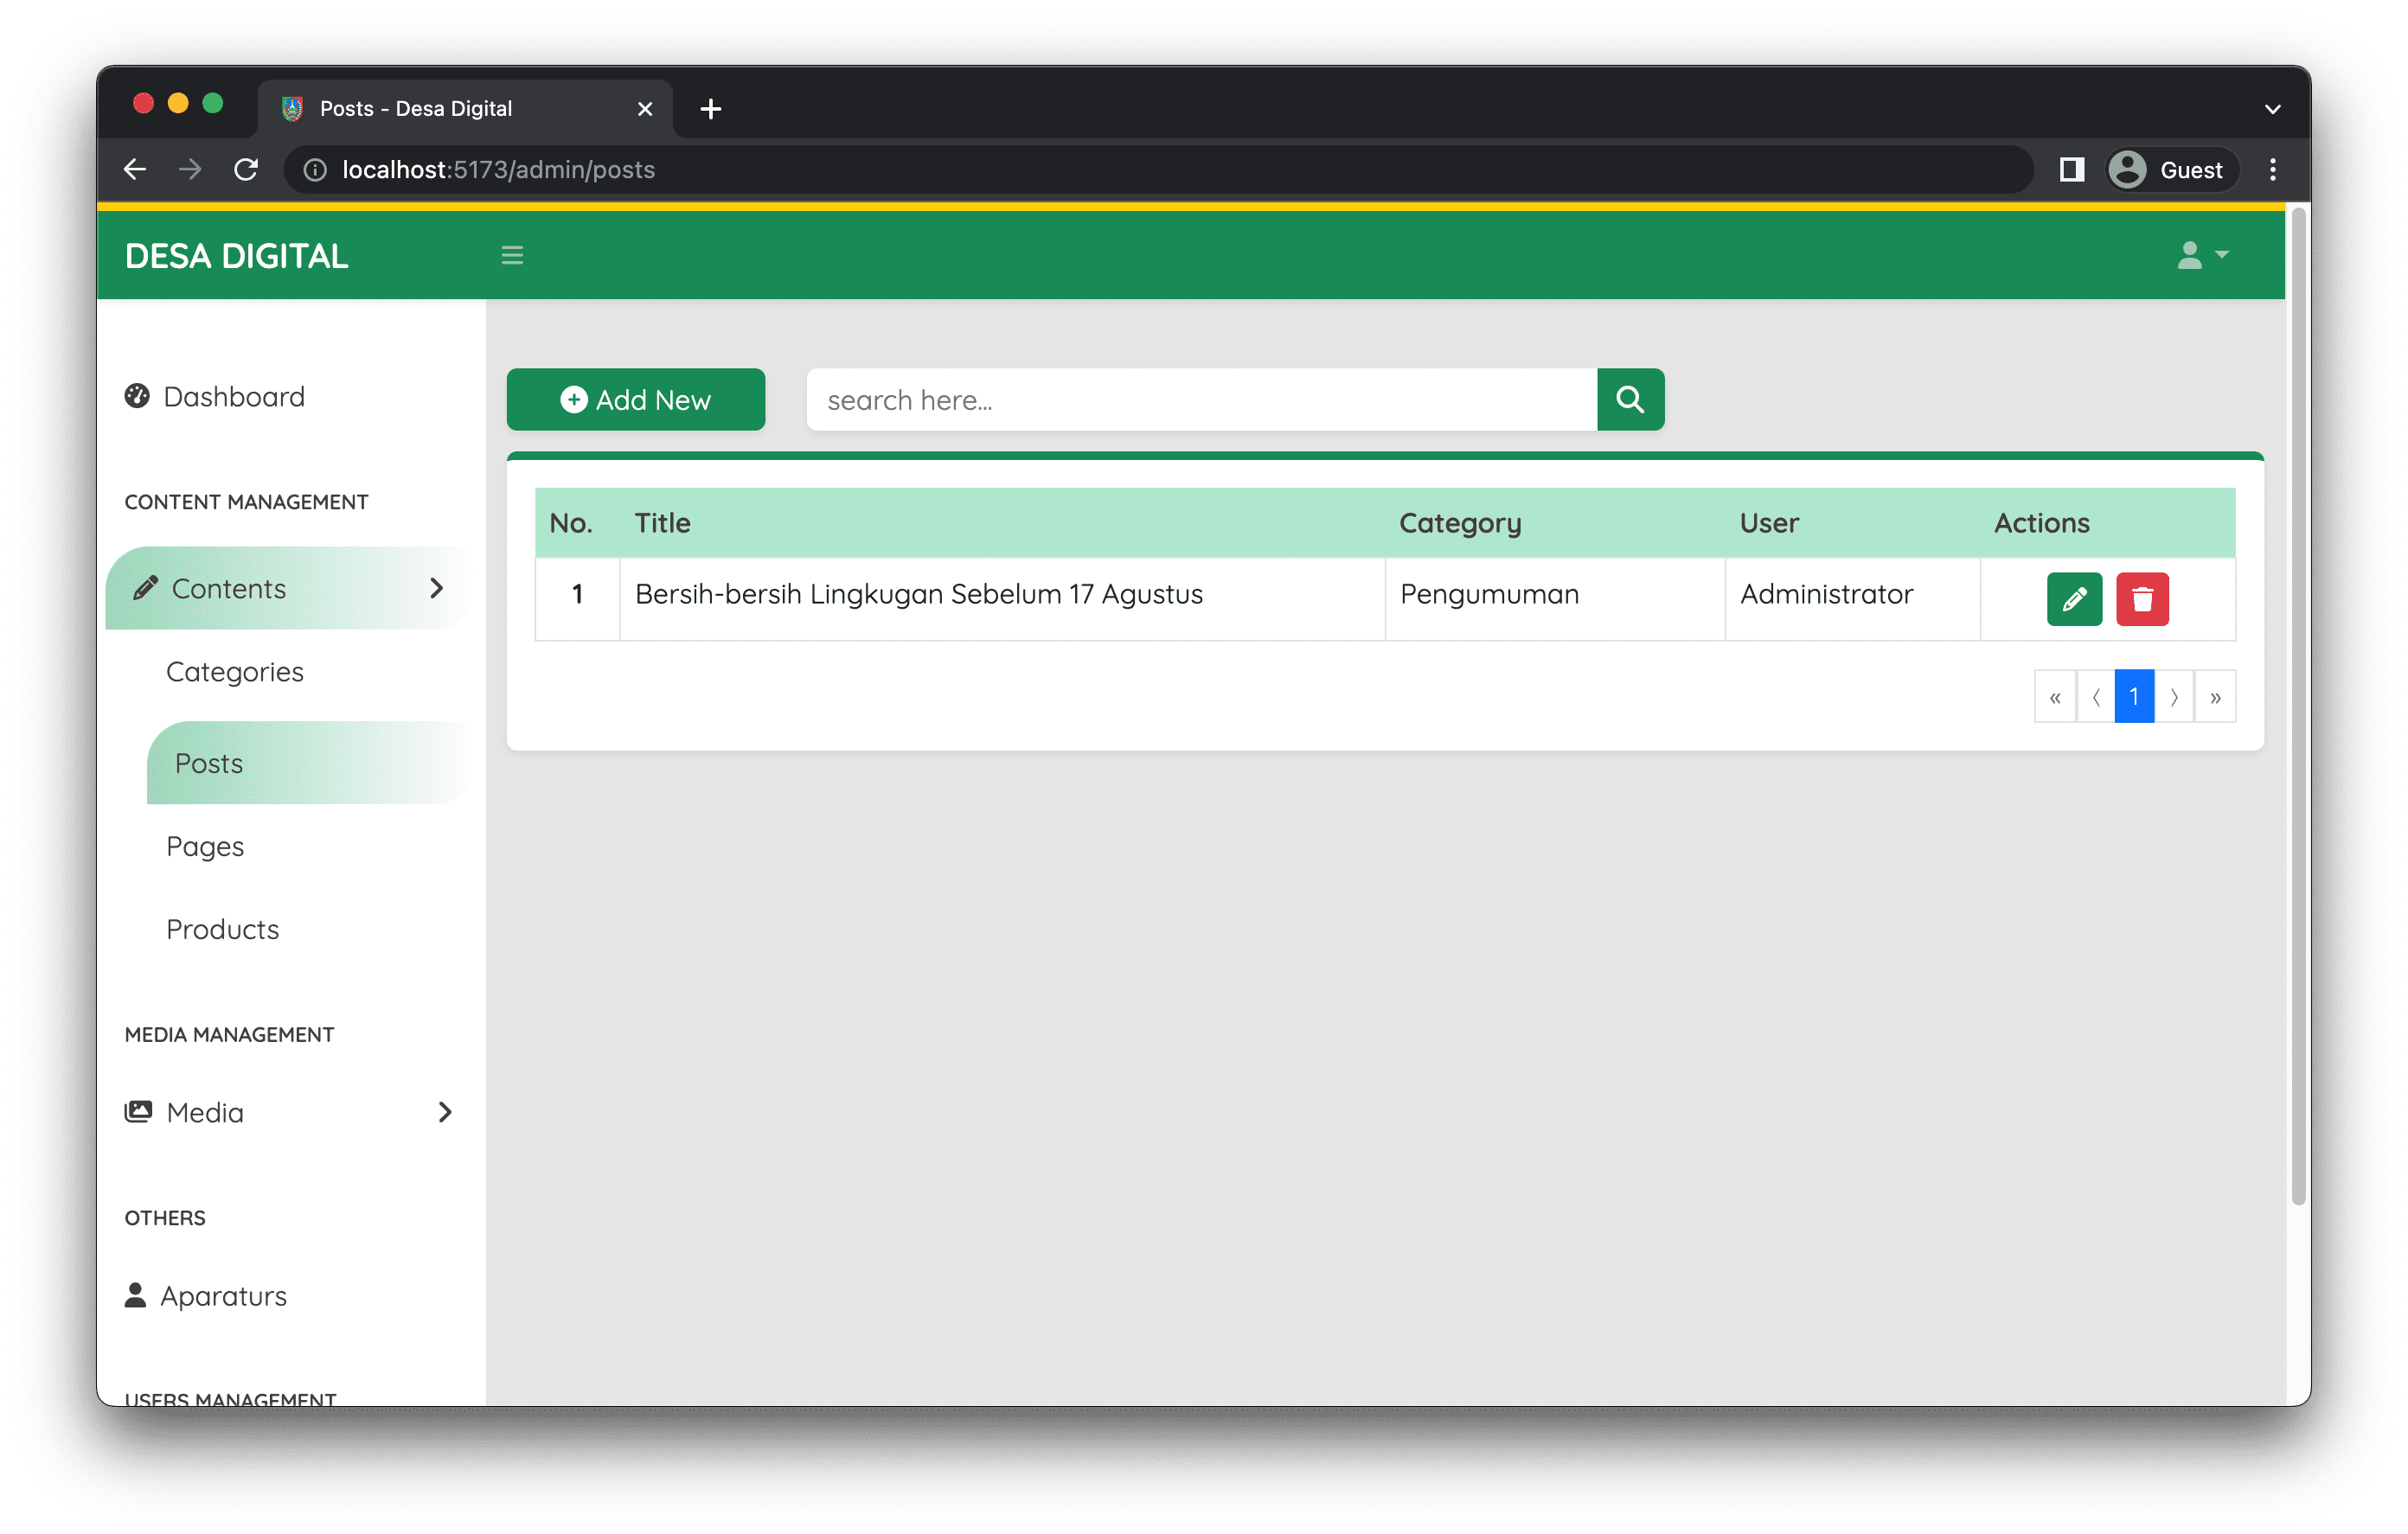 Posts - Desa Digital
localhost:5173/admin/posts
Guest
DESA DIGITAL
Dashboard
CONTENT MANAGEMENT
Contents
Categories
Posts
Pages
Products
MEDIA MANAGEMENT
Media
OTHERS
Aparaturs
USERS MANAGEMENT
Add New
search here...
No. Title Category User Actions
1 Bersih-bersih Lingkugan Sebelum 17 Agustus Pengumuman Administrator
« ‹ 1 › »